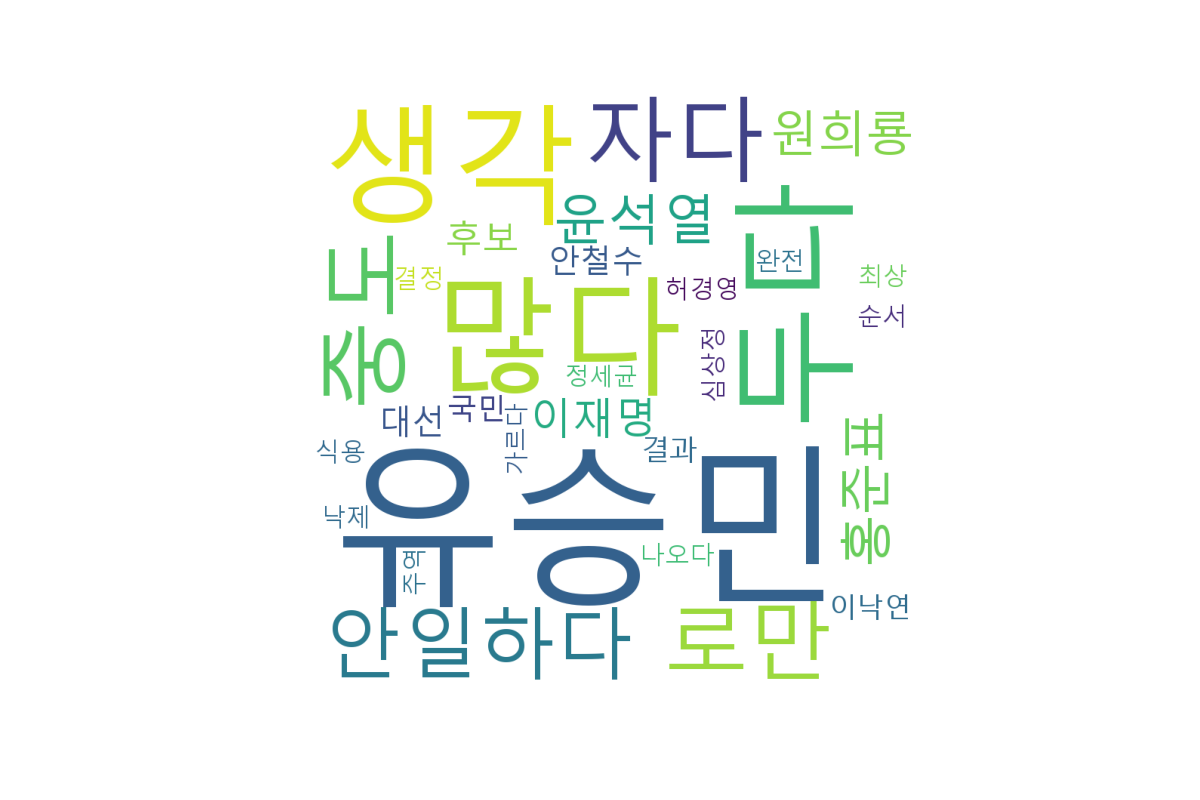 생각
자다
원희룡
윤석열
두다
후보
중도
안철수
완전
결정
많다
허경영
최상
순서
심상정
정세균
대선
국민
이재명
가르다
홍준표
식용
결과
유승민
낙제
주역
나오다
이낙연
안일하다
로만